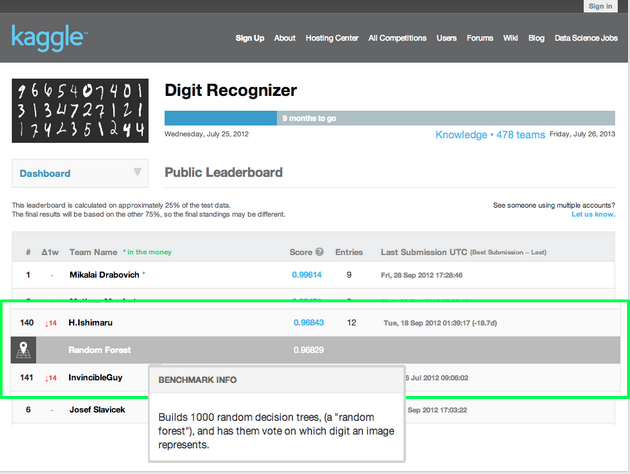 Sign in
kaggle
Sign Up About Hosting Center All Competitions Users Forums Wiki Blog Data Science Jobs
9 6 6 5 4 0 7 4 0 1
3 1 3 4 7 2 7 1 2 1
1 7 4 2 3 5 1 2 4 4
Digit Recognizer
9 months to go
Wednesday, July 25, 2012 Knowledge • 478 teams Friday, July 26, 2013
Dashboard ▼ Public Leaderboard
This leaderboard is calculated on approximately 25% of the test data.
The final results will be based on the other 75%, so the final standings may be different.
See someone using multiple accounts?
Let us know.
# Δ1w Team Name * in the money Score ? Entries Last Submission UTC (Best Submission – Last)
1 - Mikalai Drabovich * 0.99614 9 Fri, 28 Sep 2012 17:28:46
140 ↓14 H.Ishimaru 0.96843 12 Tue, 18 Sep 2012 01:39:17 (-18.7d)
Random Forest 0.96829
141 ↓14 InvincibleGuy Jul 2012 09:06:02
6 - Josef Slavicek Sep 2012 17:03:22
BENCHMARK INFO
Builds 1000 random decision trees, (a "random
forest"), and has them vote on which digit an image
represents.